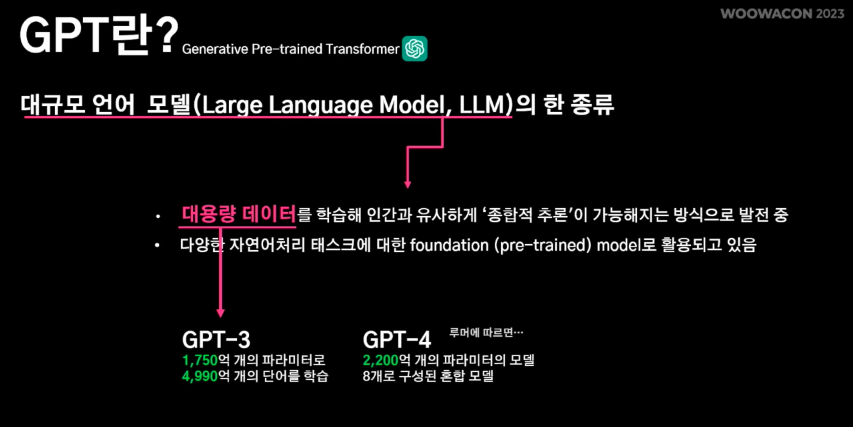 WOOWACON 2023
GPT란? Generative Pre-trained Transformer
대규모 언어 모델(Large Language Model, LLM)의 한 종류
• 대용량 데이터를 학습해 인간과 유사하게 ‘종합적 추론’이 가능해지는 방식으로 발전 중
• 다양한 자연어처리 태스크에 대한 foundation (pre-trained) model로 활용되고 있음
GPT-3
1,750억 개의 파라미터로
4,990억 개의 단어를 학습
GPT-4 루머에 따르면…
2,200억 개의 파라미터의 모델
8개로 구성된 혼합 모델